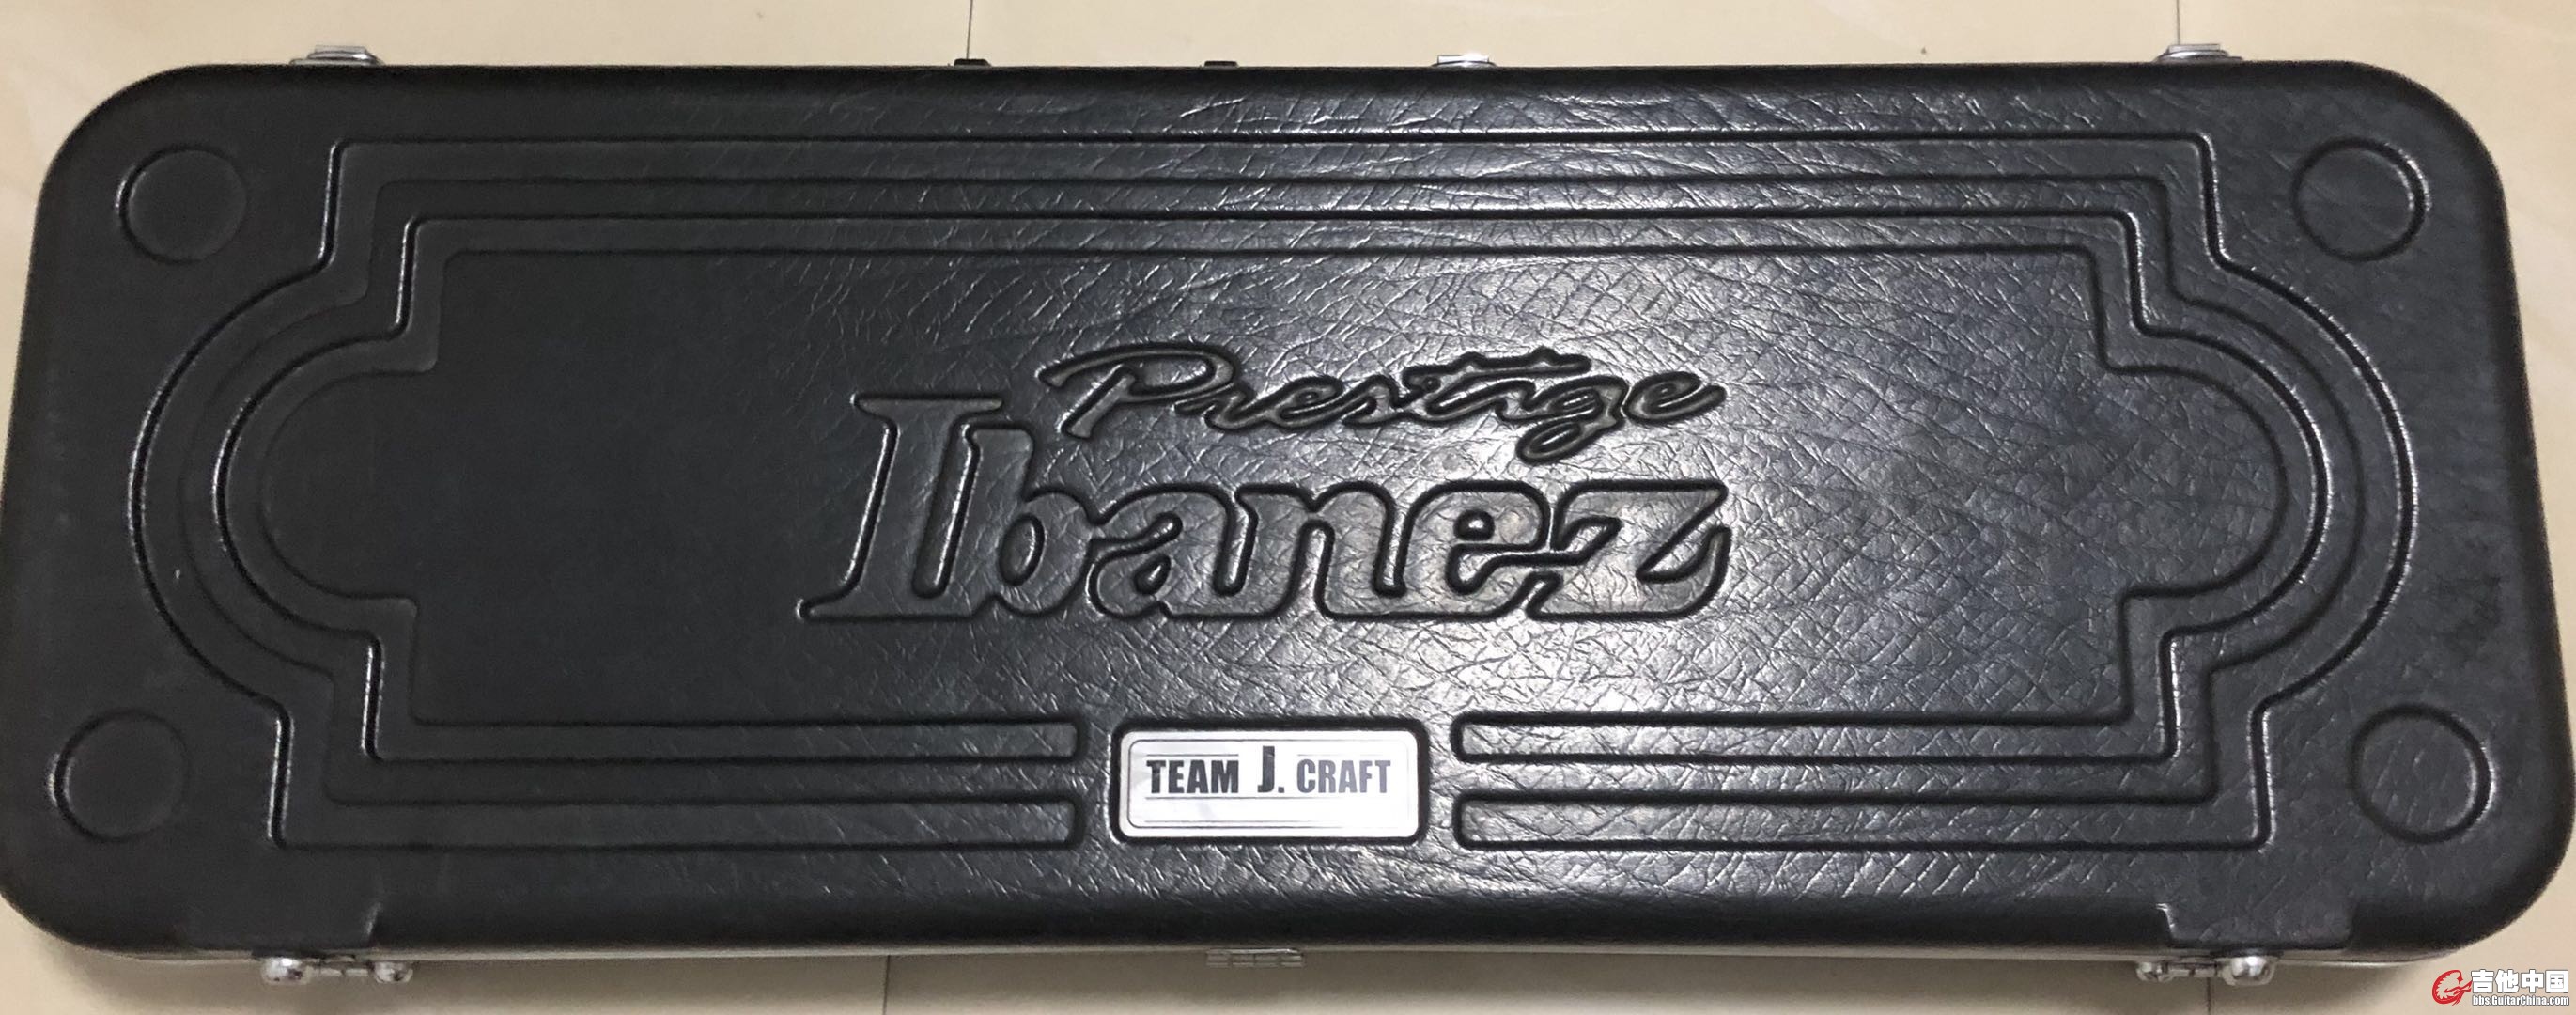 Prestige
Ibanez
TEAM J. CRAFT
吉他中国
bbs.GuitarChina.com